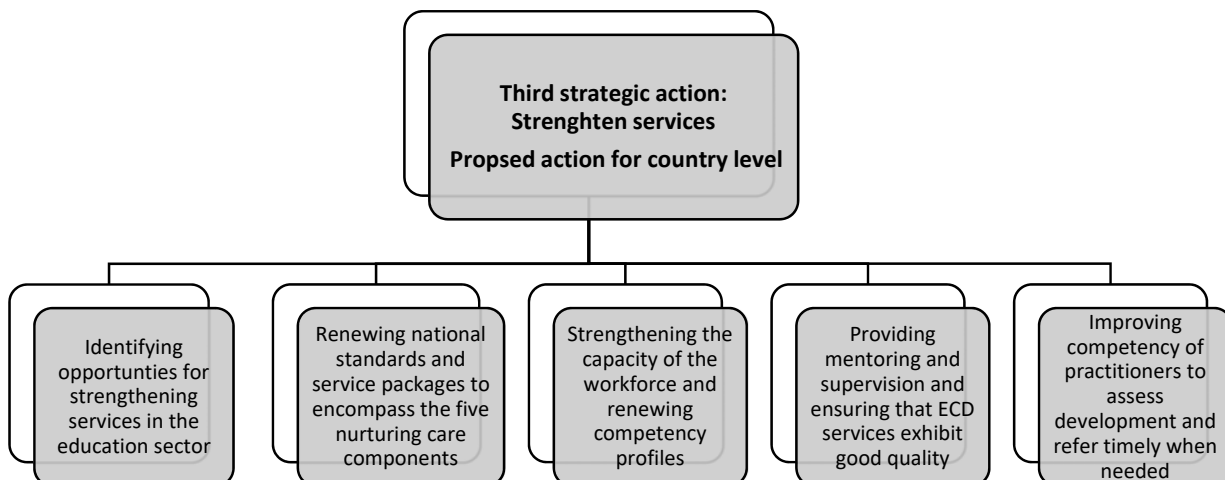 Third strategic action:
Strenghten services
Propsed action for country level
Identifying
opportunties for
strengthening
services in the
education sector
Renewing national
standards and
service packages to
encompass the five
nurturing care
components
Strengthening the
capacity of the
workforce and
renewing
competency
profiles
Providing
mentoring and
supervision and
ensuring that ECD
services exhibit
good quality
Improving
competency of
practitioners to
assess
development and
refer timely when
needed